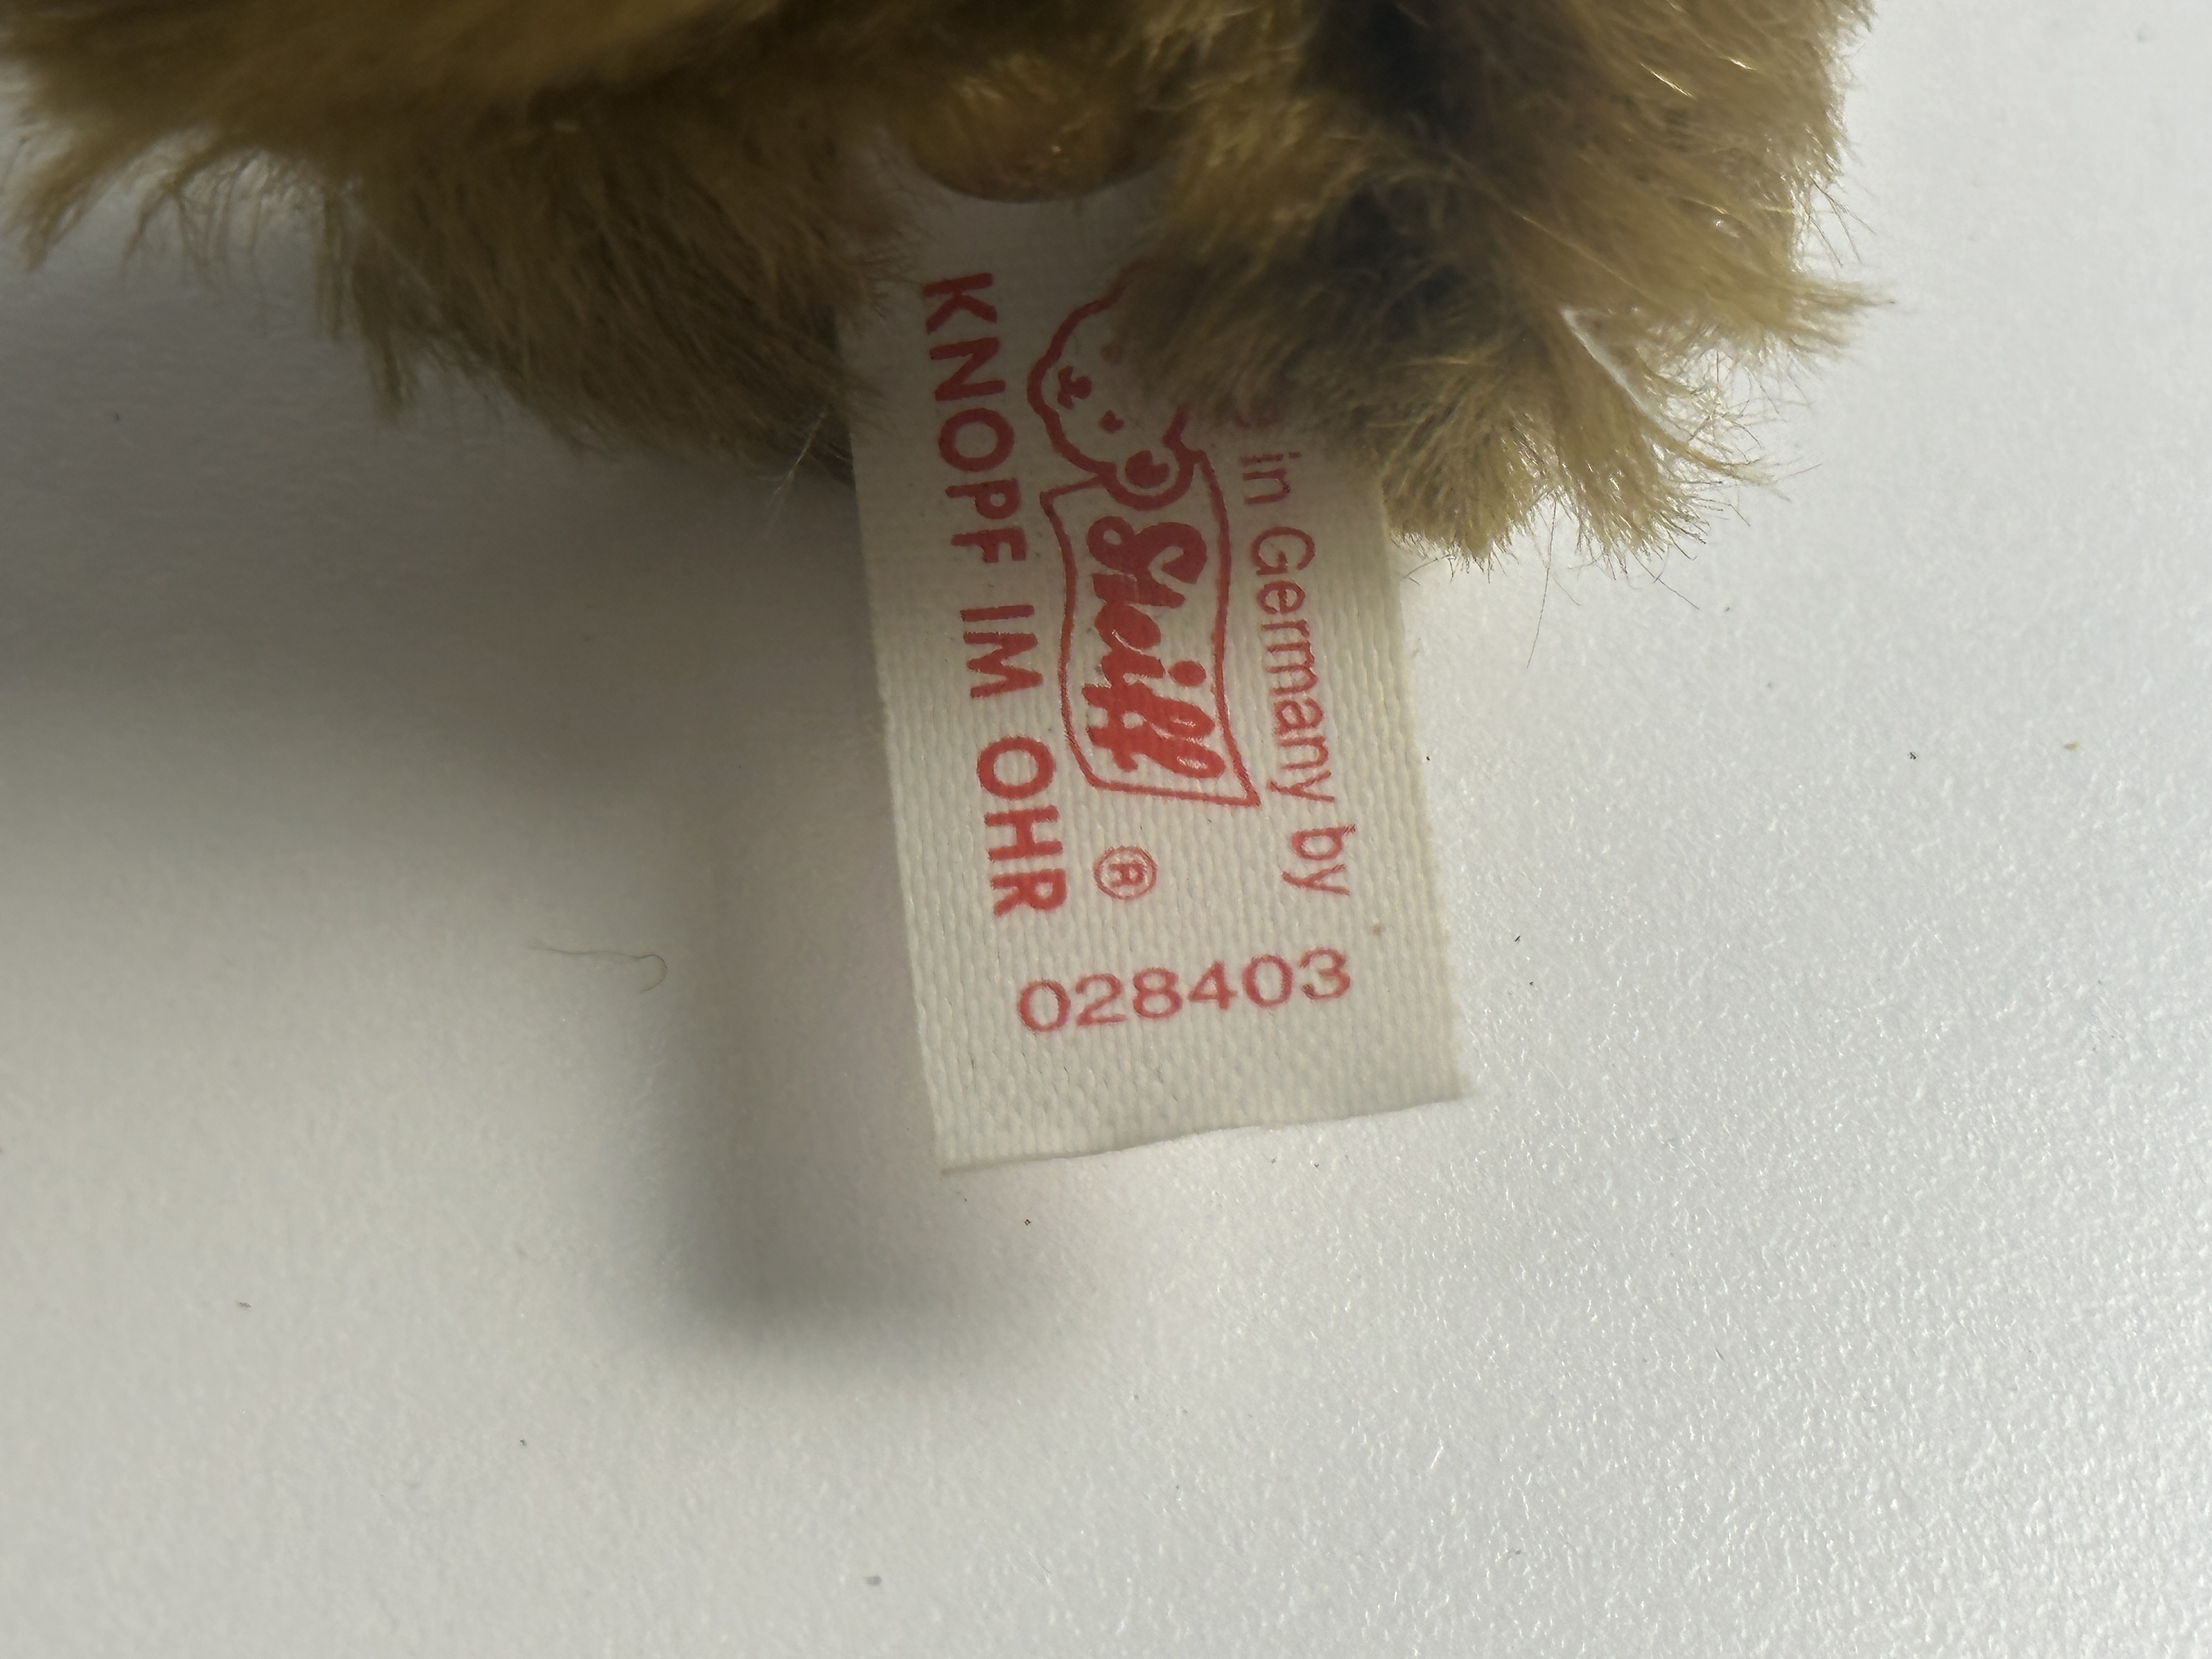 in Germany by
Steiff
®
KNOPF IM OHR
028403